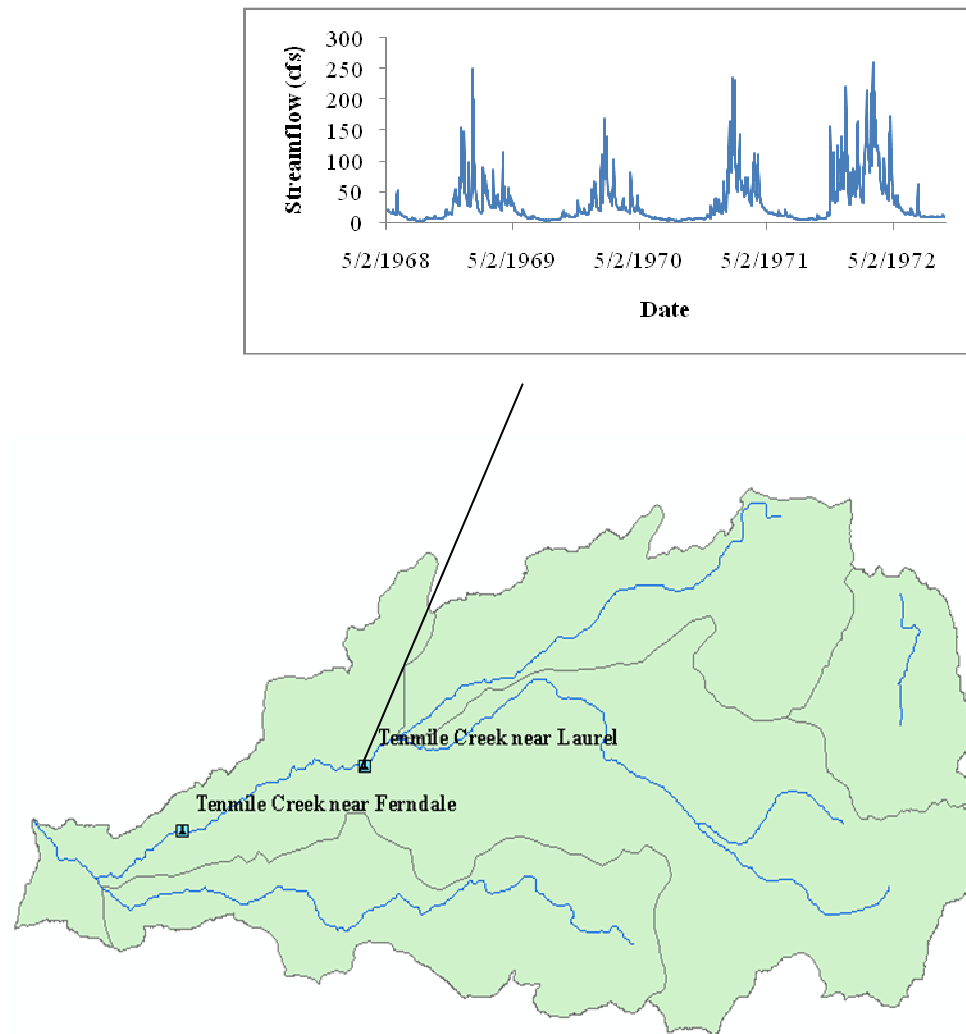 300
250
200
150
100
50
0
Streamflow (cfs)
5/2/1968 5/2/1969 5/2/1970 5/2/1971 5/2/1972
Date
Tenmile Creek near Laurel
Tenmile Creek near Ferndale